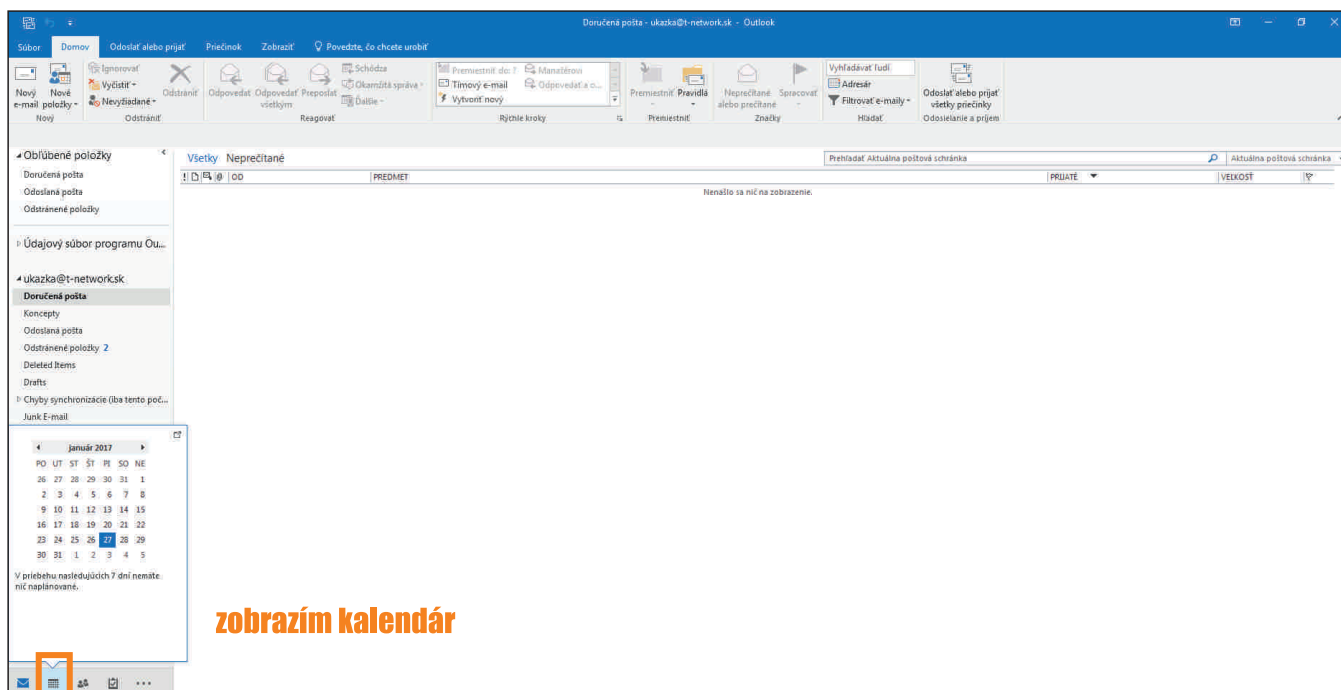 Doručená pošta - ukazka@t-network.sk - Outlook
Súbor Domov Odoslať alebo prijať Priečinok Zobraziť Povedzte, čo chcete urobiť
Nový e-mail
Nové položky
Nový
Ignorovať
Vyčistiť
Nevyžiadané
Odstrániť
Odstrániť
Odpovedať
Odpovedať všetkým
Preposlať
Schôdza
Okamžitá správa
Ďalšie
Reagovať
Premiestniť do: ?
Tímový e-mail
Vytvoriť nový
Manažérovi
Odpovedať a o...
Rýchle kroky
Premiestniť
Pravidlá
Premiestniť
Neprečítané alebo prečítané
Spracovať
Značky
Vyhľadávať ľudí
Adresár
Filtrovať e-maily
Hľadať
Odoslať alebo prijať všetky priečinky
Odosielanie a príjem
Obľúbené položky
Doručená pošta
Odoslaná pošta
Odstránené položky
Údajový súbor programu Ou...
ukazka@t-network.sk
Doručená pošta
Koncepty
Odoslaná pošta
Odstránené položky 2
Deleted Items
Drafts
Chyby synchronizácie (iba tento poč...
Junk E-mail
Všetky Neprečítané
Prehľadať Aktuálna poštová schránka
Aktuálna poštová schránka
! @ OD PREDMET PRIJATÉ VEĽKOSŤ
Nenašlo sa nič na zobrazenie.
január 2017
PO UT ST ŠT PI SO NE
26 27 28 29 30 31 1
2 3 4 5 6 7 8
9 10 11 12 13 14 15
16 17 18 19 20 21 22
23 24 25 26 27 28 29
30 31 1 2 3 4 5
V priebehu nasledujúcich 7 dní nemáte
nič naplánované.
zobrazím kalendár